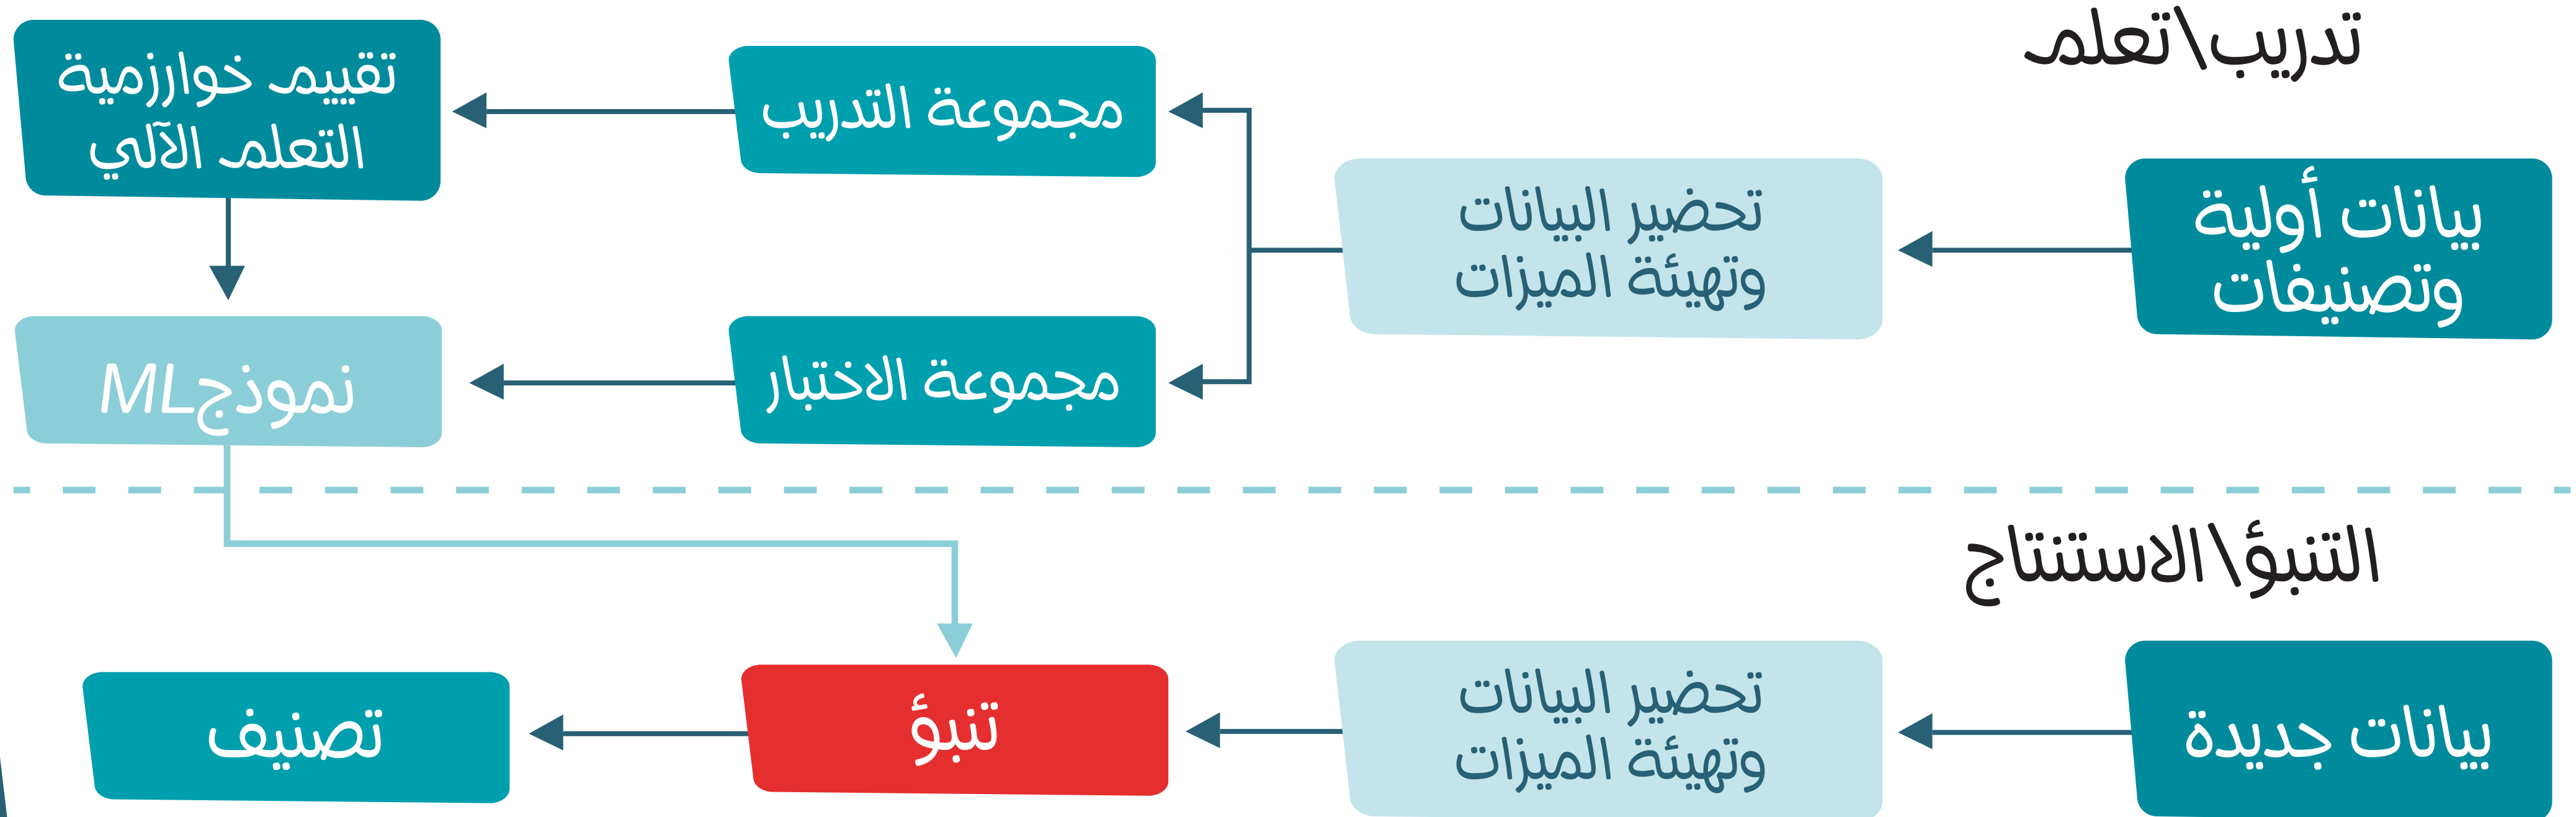 تدريب\تعلم
بيانات أولية
وتصنيفات
تحضير البيانات
وتهيئة الميزات
مجموعة التدريب
تقييم خوارزمية
التعلم الآلي
مجموعة الاختبار
نموذجML
التنبؤ\الاستنتاج
بيانات جديدة
تحضير البيانات
وتهيئة الميزات
تنبؤ
تصنيف